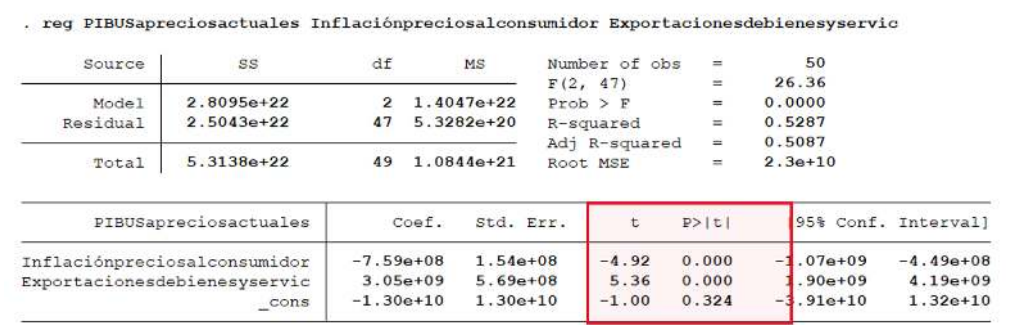 . reg PIBUSapreciosactuales Inflaciónpreciosalconsumidor Exportacionesdebienesyservic
Source SS df MS Number of obs = 50
F(2, 47) = 26.36
Model 2.8095e+22 2 1.4047e+22 Prob > F = 0.0000
Residual 2.5043e+22 47 5.3282e+20 R-squared = 0.5287
Adj R-squared = 0.5087
Total 5.3138e+22 49 1.0844e+21 Root MSE = 2.3e+10
PIBUSapreciosactuales Coef. Std. Err. t P>|t| [95% Conf. Interval]
Inflaciónpreciosalconsumidor -7.59e+08 1.54e+08 -4.92 0.000 -1.07e+09 -4.49e+08
Exportacionesdebienesyservic 3.05e+09 5.69e+08 5.36 0.000 1.90e+09 4.19e+09
_cons -1.30e+10 1.30e+10 -1.00 0.324 -3.91e+10 1.32e+10